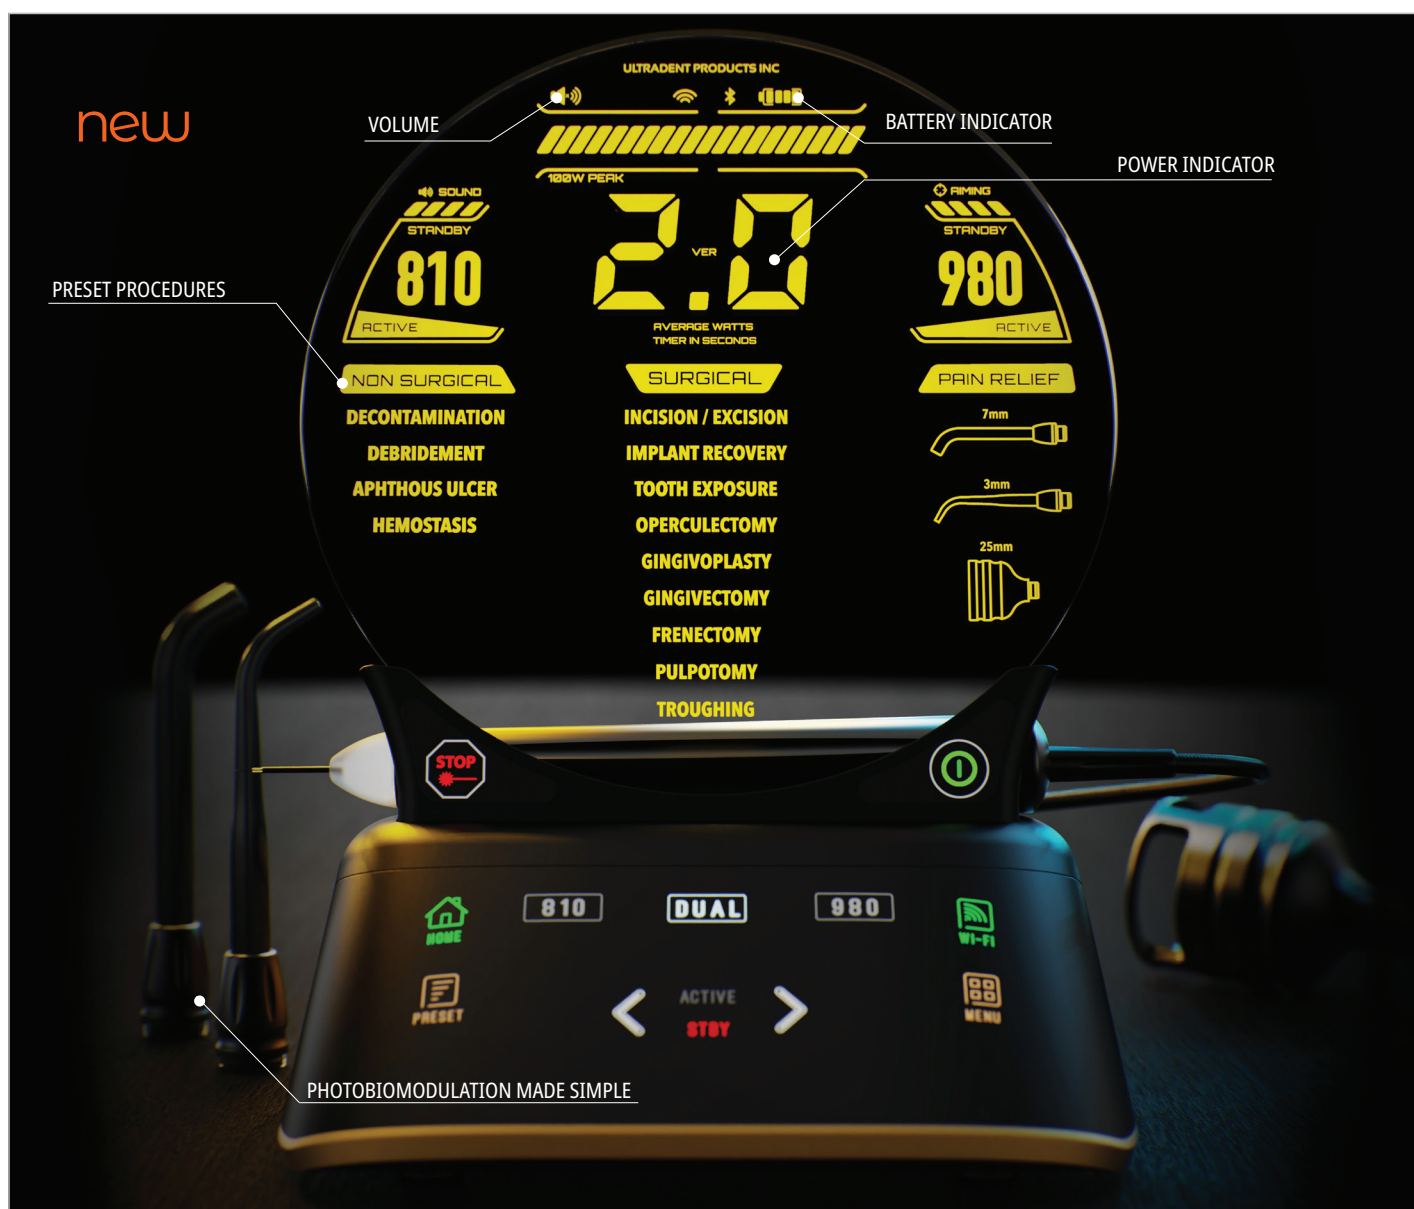 new
ULTRADENT PRODUCTS INC
VOLUME
BATTERY INDICATOR
100W PEAK
POWER INDICATOR
SOUND
STANDBY
810
ACTIVE
2.0
VER
AVERAGE WATTS
TIMER IN SECONDS
AIMING
STANDBY
980
ACTIVE
PRESET PROCEDURES
NON SURGICAL
DECONTAMINATION
DEBRIDEMENT
APHTHOUS ULCER
HEMOSTASIS
SURGICAL
INCISION / EXCISION
IMPLANT RECOVERY
TOOTH EXPOSURE
OPERCULECTOMY
GINGIVOPLASTY
GINGIVECTOMY
FRENECTOMY
PULPOTOMY
TROUGHING
PAIN RELIEF
7mm
3mm
25mm
STOP
HOME
810
DUAL
980
WI-FI
PRESET
ACTIVE
STBY
MENU
PHOTOBIOMODULATION MADE SIMPLE